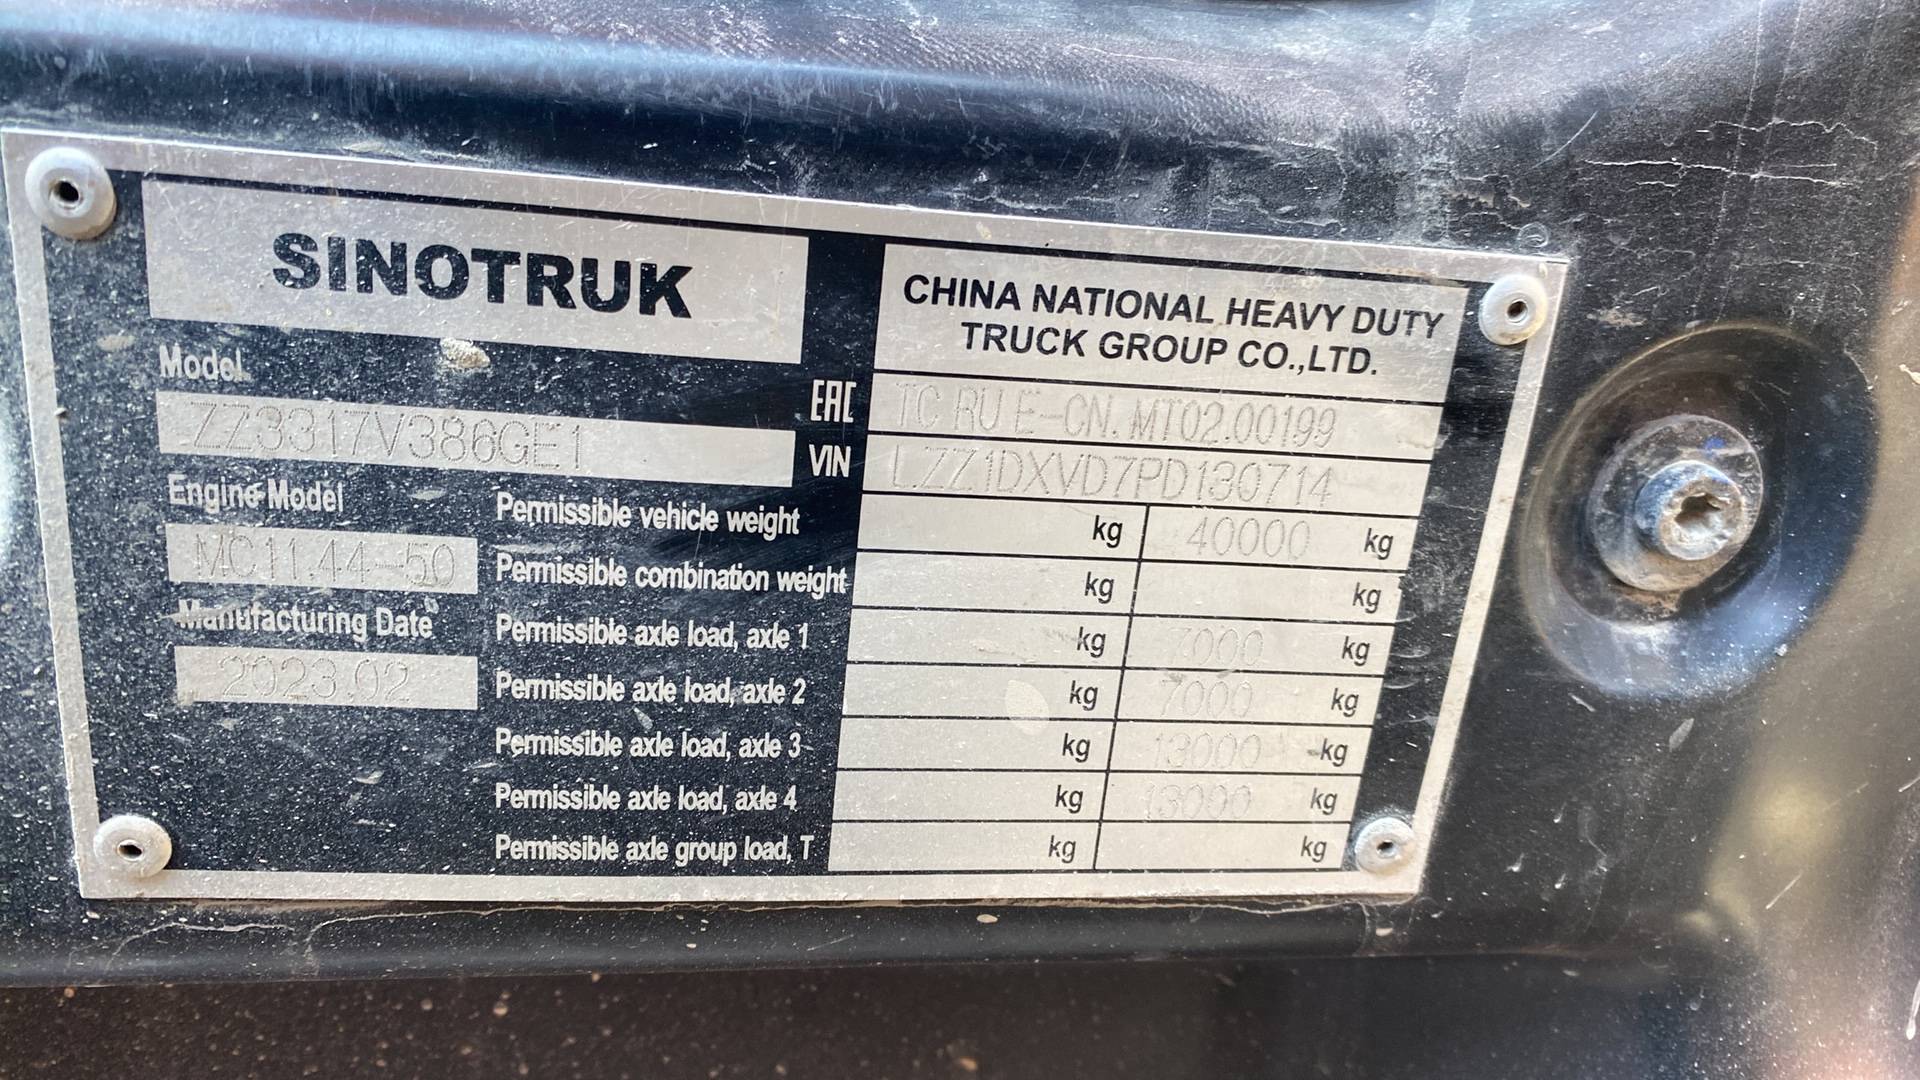 SINOTRUK
CHINA NATIONAL HEAVY DUTY
TRUCK GROUP CO.,LTD.
Model
ZZ3317V386GE1
EAC TC RU E-CN.MT02.00199
VIN LZZ1DXVD7PD130714
Engine Model
MC11.44-50
Manufacturing Date
2023.02
Permissible vehicle weight kg 40000 kg
Permissible combination weight kg kg
Permissible axle load, axle 1 kg 7000 kg
Permissible axle load, axle 2 kg 7000 kg
Permissible axle load, axle 3 kg 13000 kg
Permissible axle load, axle 4 kg 13000 kg
Permissible axle group load, T kg kg